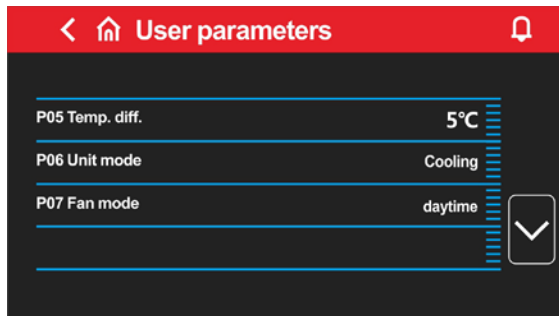 User parameters
P05 Temp. diff. 5°C
P06 Unit mode Cooling
P07 Fan mode daytime